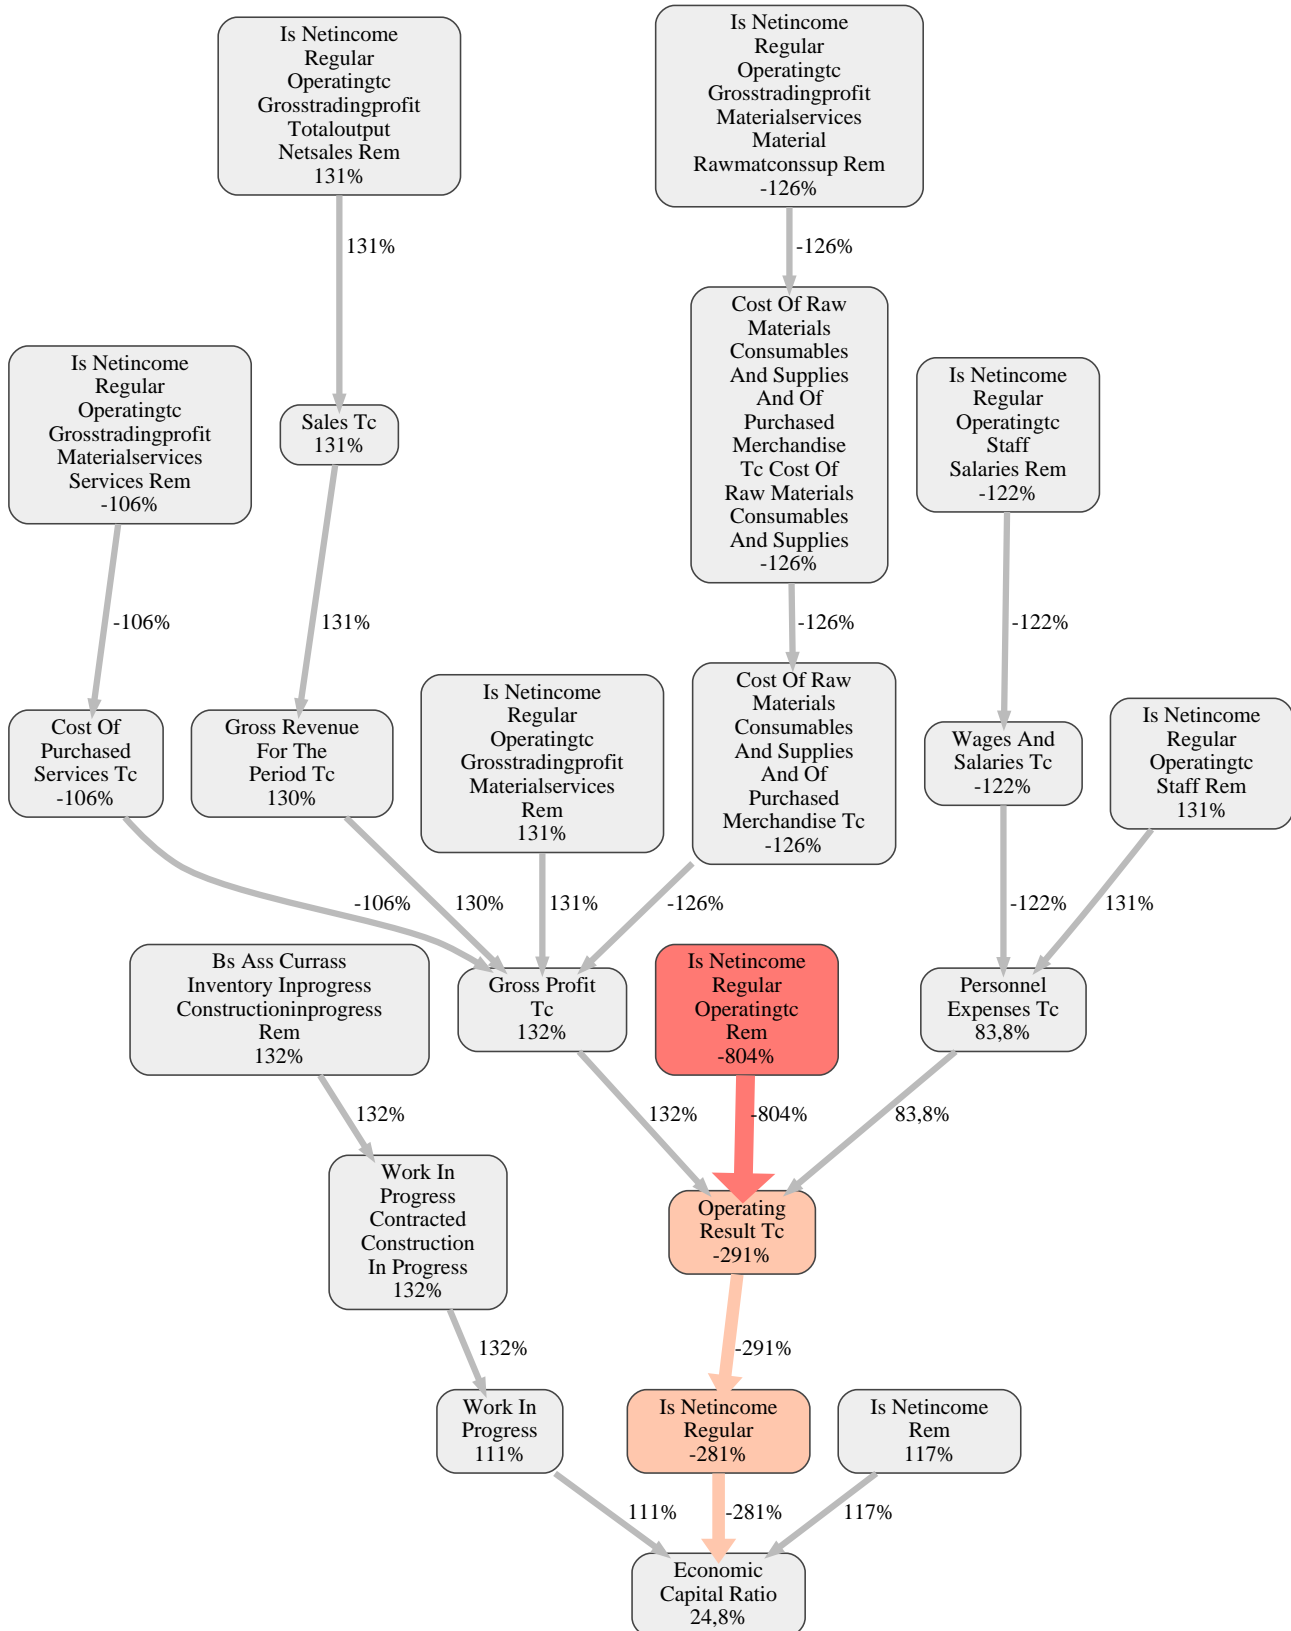 Is Netincome
Regular
Operatingtc
Grosstradingprofit
Totaloutput
Netsales Rem
131%
Is Netincome
Regular
Operatingtc
Grosstradingprofit
Materialservices
Material
Rawmatconssup Rem
-126%
131%
-126%
Is Netincome
Regular
Operatingtc
Grosstradingprofit
Materialservices
Services Rem
-106%
Sales Tc
131%
Cost Of Raw
Materials
Consumables
And Supplies
And Of
Purchased
Merchandise
Tc Cost Of
Raw Materials
Consumables
And Supplies
-126%
Is Netincome
Regular
Operatingtc
Staff
Salaries Rem
-122%
-106%
131%
-126%
-122%
Cost Of
Purchased
Services Tc
-106%
Gross Revenue
For The
Period Tc
130%
Is Netincome
Regular
Operatingtc
Grosstradingprofit
Materialservices
Rem
131%
Cost Of Raw
Materials
Consumables
And Supplies
And Of
Purchased
Merchandise Tc
-126%
Wages And
Salaries Tc
-122%
Is Netincome
Regular
Operatingtc
Staff Rem
131%
-106%
130%
131%
-126%
-122%
131%
Bs Ass Currass
Inventory Inprogress
Constructioninprogress
Rem
132%
Gross Profit
Tc
132%
Is Netincome
Regular
Operatingtc
Rem
-804%
Personnel
Expenses Tc
83,8%
132%
132%
-804%
83,8%
Work In
Progress
Contracted
Construction
In Progress
132%
Operating
Result Tc
-291%
132%
-291%
Work In
Progress
111%
Is Netincome
Regular
-281%
Is Netincome
Rem
117%
111%
-281%
117%
Economic
Capital Ratio
24,8%